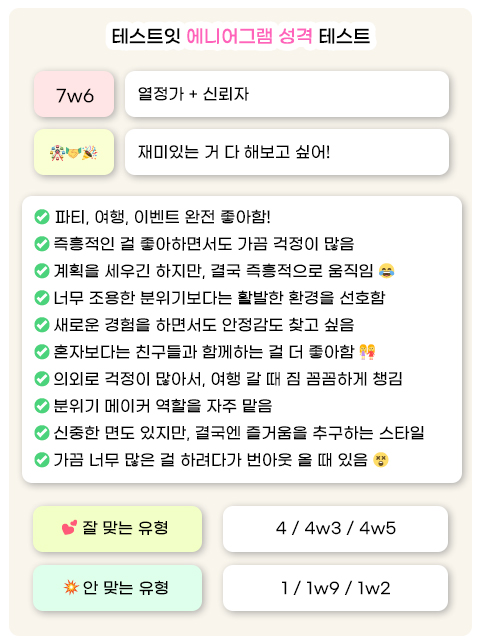 테스트잇 에니어그램 성격 테스트
7w6
열정가 + 신뢰자
재미있는 거 다 해보고 싶어!
파티, 여행, 이벤트 완전 좋아함!
즉흥적인 걸 좋아하면서도 가끔 걱정이 많음
계획을 세우긴 하지만, 결국 즉흥적으로 움직임 😂
너무 조용한 분위기보다는 활발한 환경을 선호함
새로운 경험을 하면서도 안정감도 찾고 싶음
혼자보다는 친구들과 함께하는 걸 더 좋아함 👭
의외로 걱정이 많아서, 여행 갈 때 짐 꼼꼼하게 챙김
분위기 메이커 역할을 자주 맡음
신중한 면도 있지만, 결국엔 즐거움을 추구하는 스타일
가끔 너무 많은 걸 하려다가 번아웃 올 때 있음 😵
💕 잘 맞는 유형
4 / 4w3 / 4w5
💥 안 맞는 유형
1 / 1w9 / 1w2